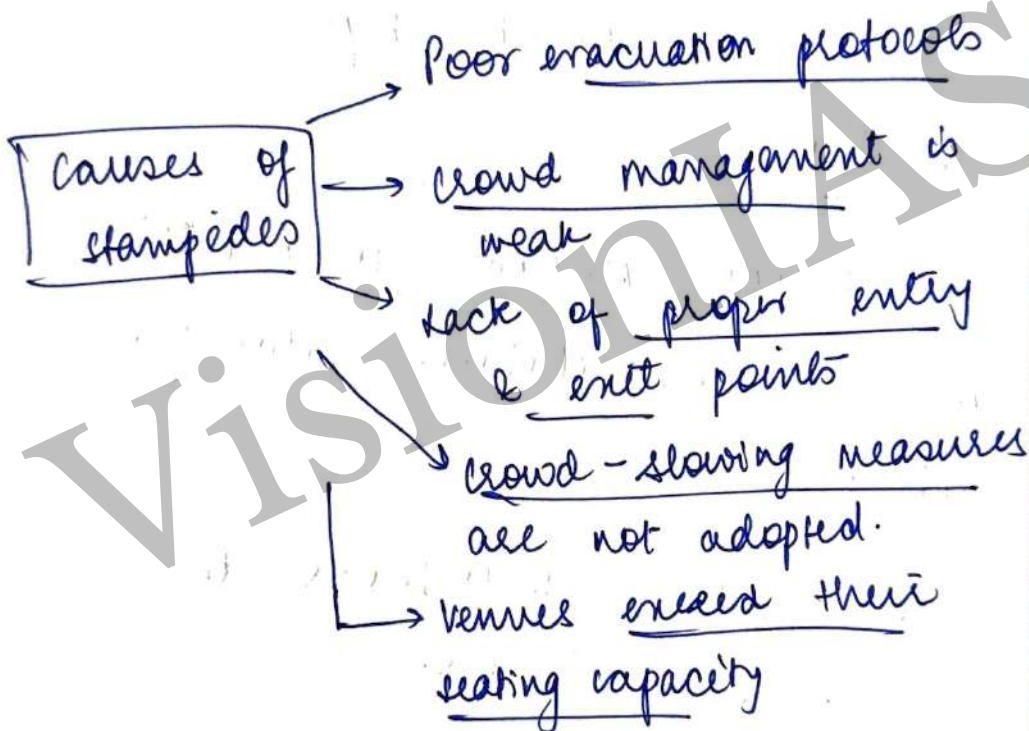 Poor evacuation protocols
causes of
stampedes
crowd management is
weak
Lack of proper entry
& exit points
crowd-slowing measures
are not adopted.
Venues exceed their
seating capacity
VisionIAS